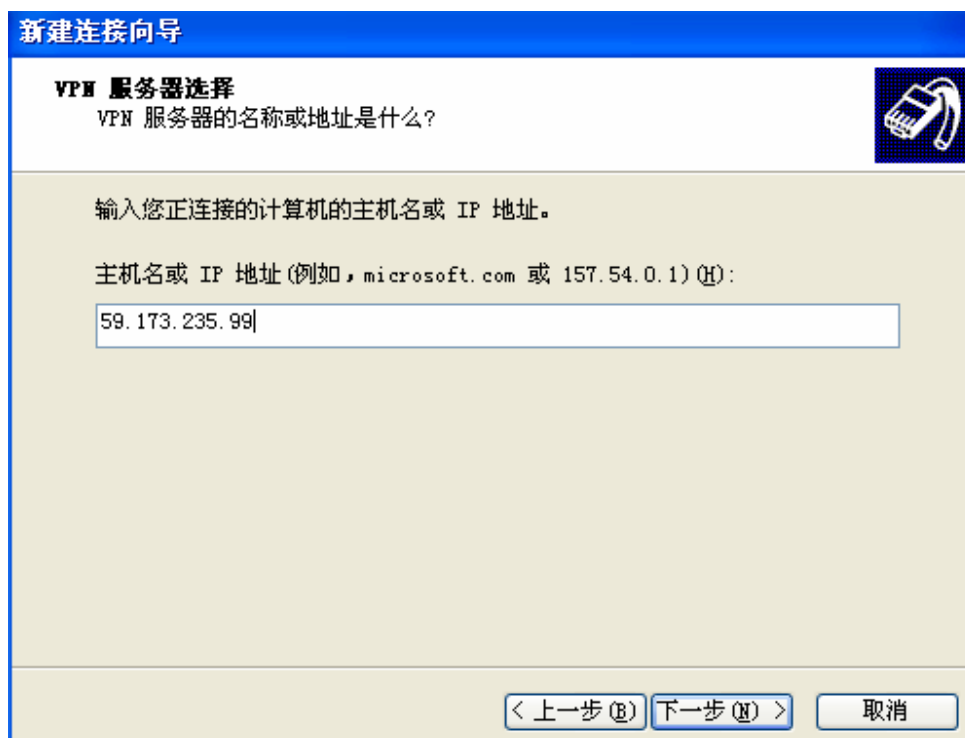 新建连接向导
VPN 服务器选择
VPN 服务器的名称或地址是什么?
输入您正连接的计算机的主机名或 IP 地址。
主机名或 IP 地址(例如,microsoft.com 或 157.54.0.1)(H):
59.173.235.99
< 上一步(B) 下一步(N) > 取消